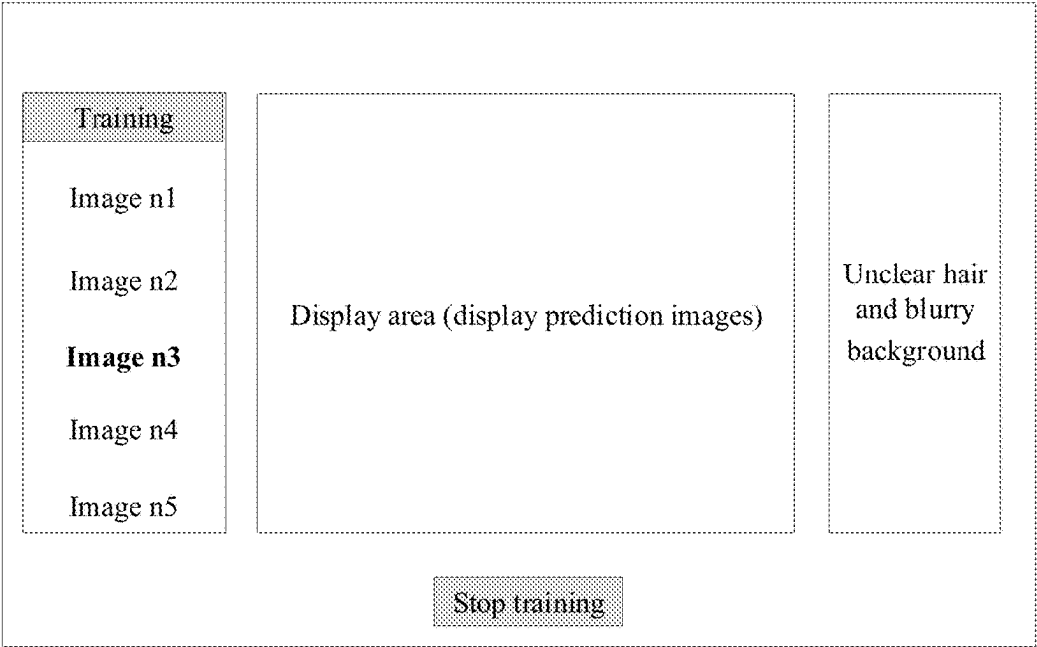 Training
Image n1
Image n2
Image n3
Image n4
Image n5
Display area (display prediction images)
Unclear hair
and blurry
background
Stop training